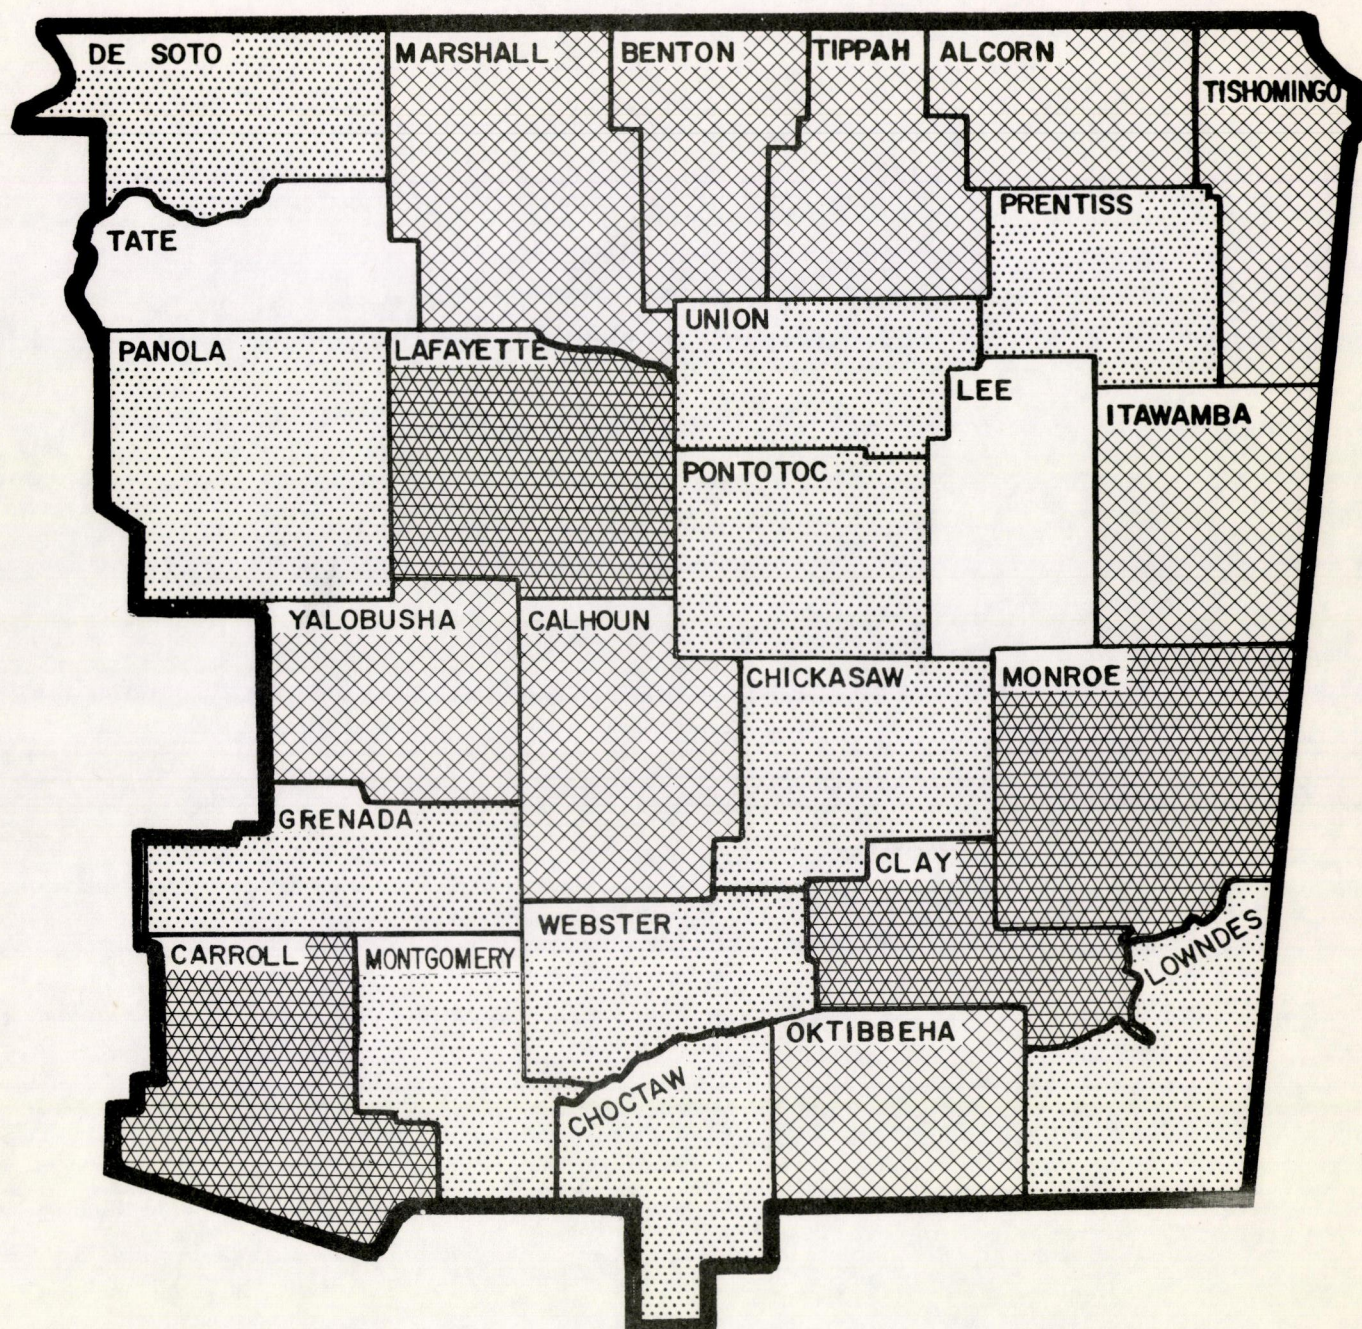 DE SOTO
MARSHALL
BENTON
TIPPAH
ALCORN
TISHOMINGO
TATE
PRENTISS
PANOLA
LAFAYETTE
UNION
LEE
ITAWAMBA
PONTOTOC
YALOBUSHA
CALHOUN
CHICKASAW
MONROE
GRENADA
CLAY
WEBSTER
LOWNDES
CARROLL
MONTGOMERY
OKTIBBEHA
CHOCTAW